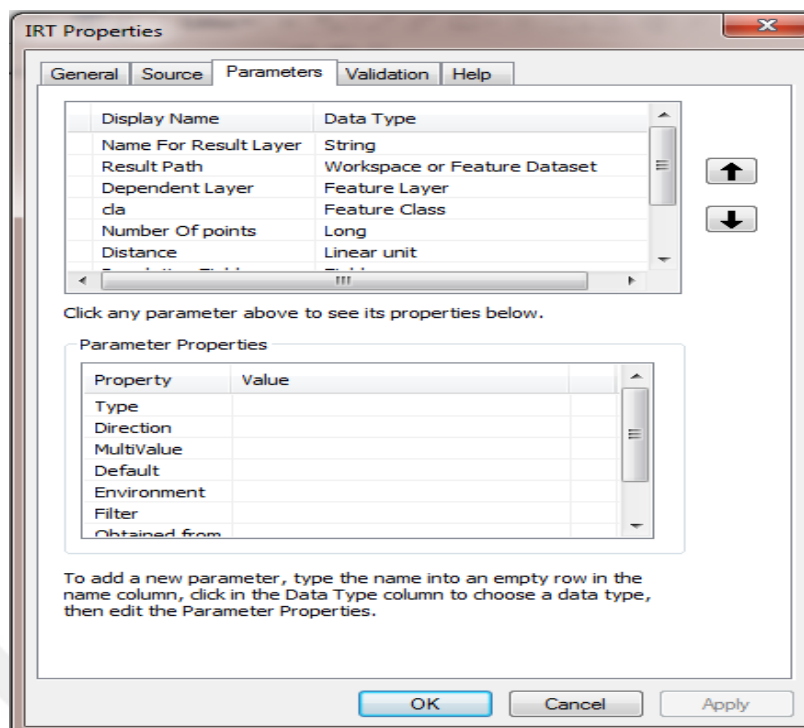 IRT Properties
General Source Parameters Validation Help
Display Name Data Type
Name For Result Layer String
Result Path Workspace or Feature Dataset
Dependent Layer Feature Layer
cla Feature Class
Number Of points Long
Distance Linear unit
Click any parameter above to see its properties below.
Parameter Properties
Property Value
Type
Direction
MultiValue
Default
Environment
Filter
Obtained from
To add a new parameter, type the name into an empty row in the
name column, click in the Data Type column to choose a data type,
then edit the Parameter Properties.
OK Cancel Apply